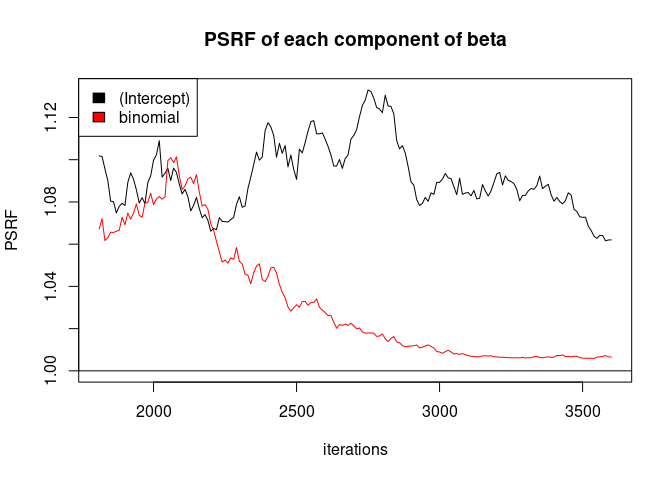 PSRF of each component of beta
(Intercept)
binomial
PSRF
1.12
1.08
1.04
1.00
2000 2500 3000 3500
iterations